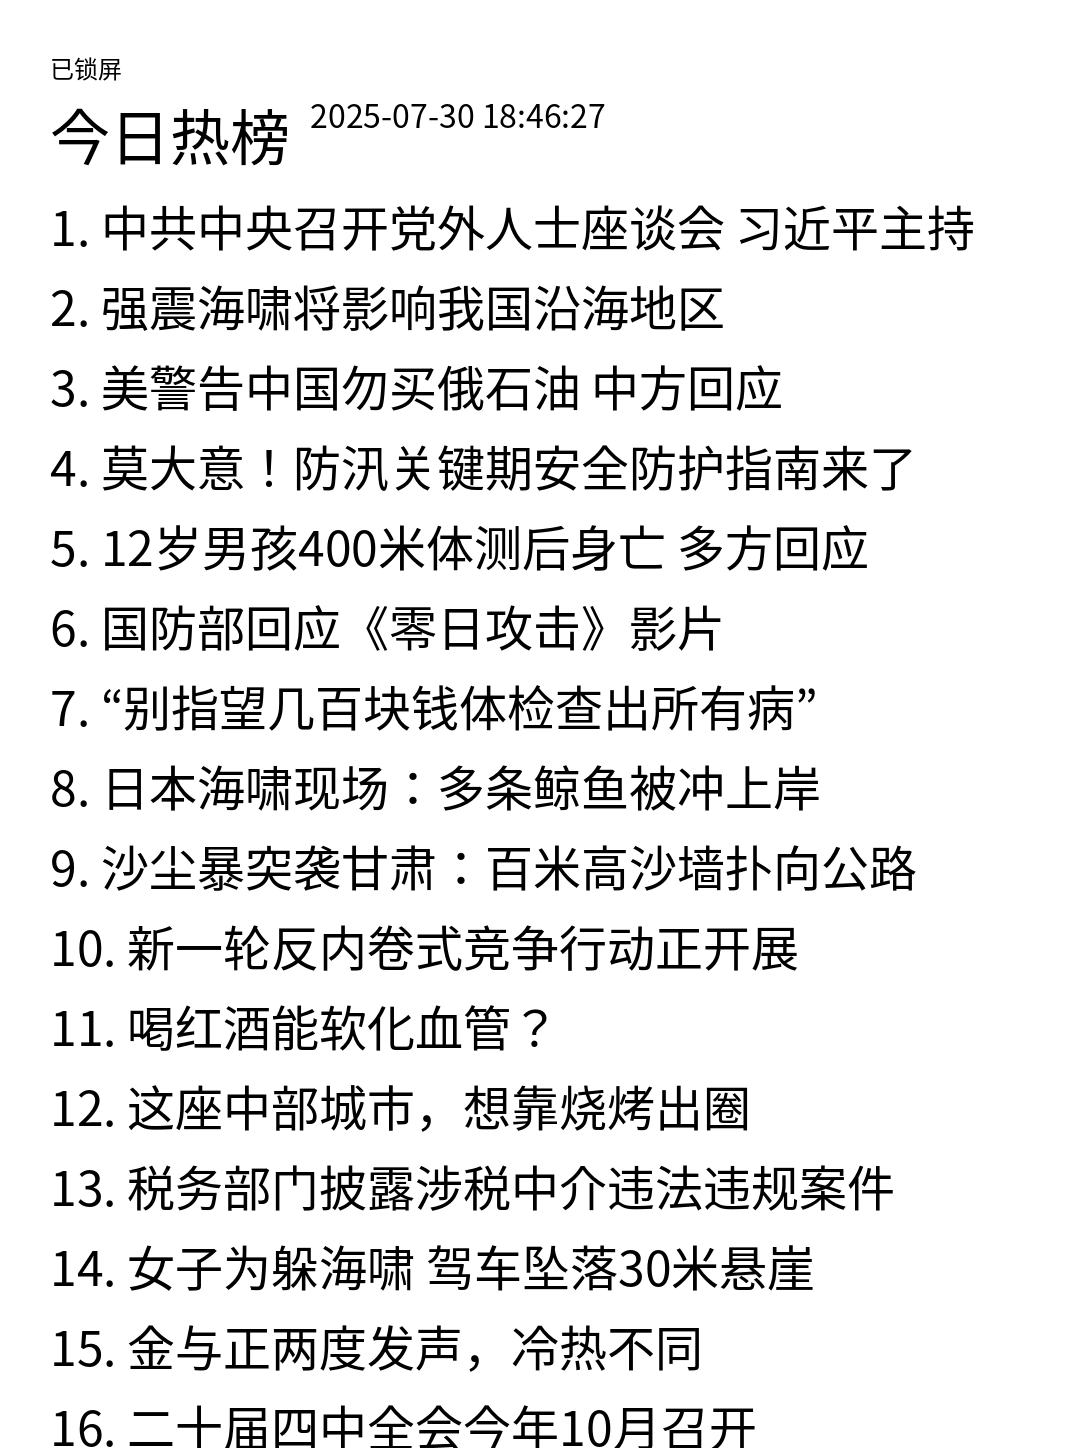 已锁屏
今日热榜 2025-07-30 18:46:27
1. 中共中央召开党外人士座谈会 习近平主持
2. 强震海啸将影响我国沿海地区
3. 美警告中国勿买俄石油 中方回应
4. 莫大意！防汛关键期安全防护指南来了
5. 12岁男孩400米体测后身亡 多方回应
6. 国防部回应《零日攻击》影片
7. “别指望几百块钱体检查出所有病”
8. 日本海啸现场：多条鲸鱼被冲上岸
9. 沙尘暴突袭甘肃：百米高沙墙扑向公路
10. 新一轮反内卷式竞争行动正开展
11. 喝红酒能软化血管？
12. 这座中部城市，想靠烧烤出圈
13. 税务部门披露涉税中介违法违规案件
14. 女子为躲海啸 驾车坠落30米悬崖
15. 金与正两度发声，冷热不同
16. 二十届四中全会今年10月召开